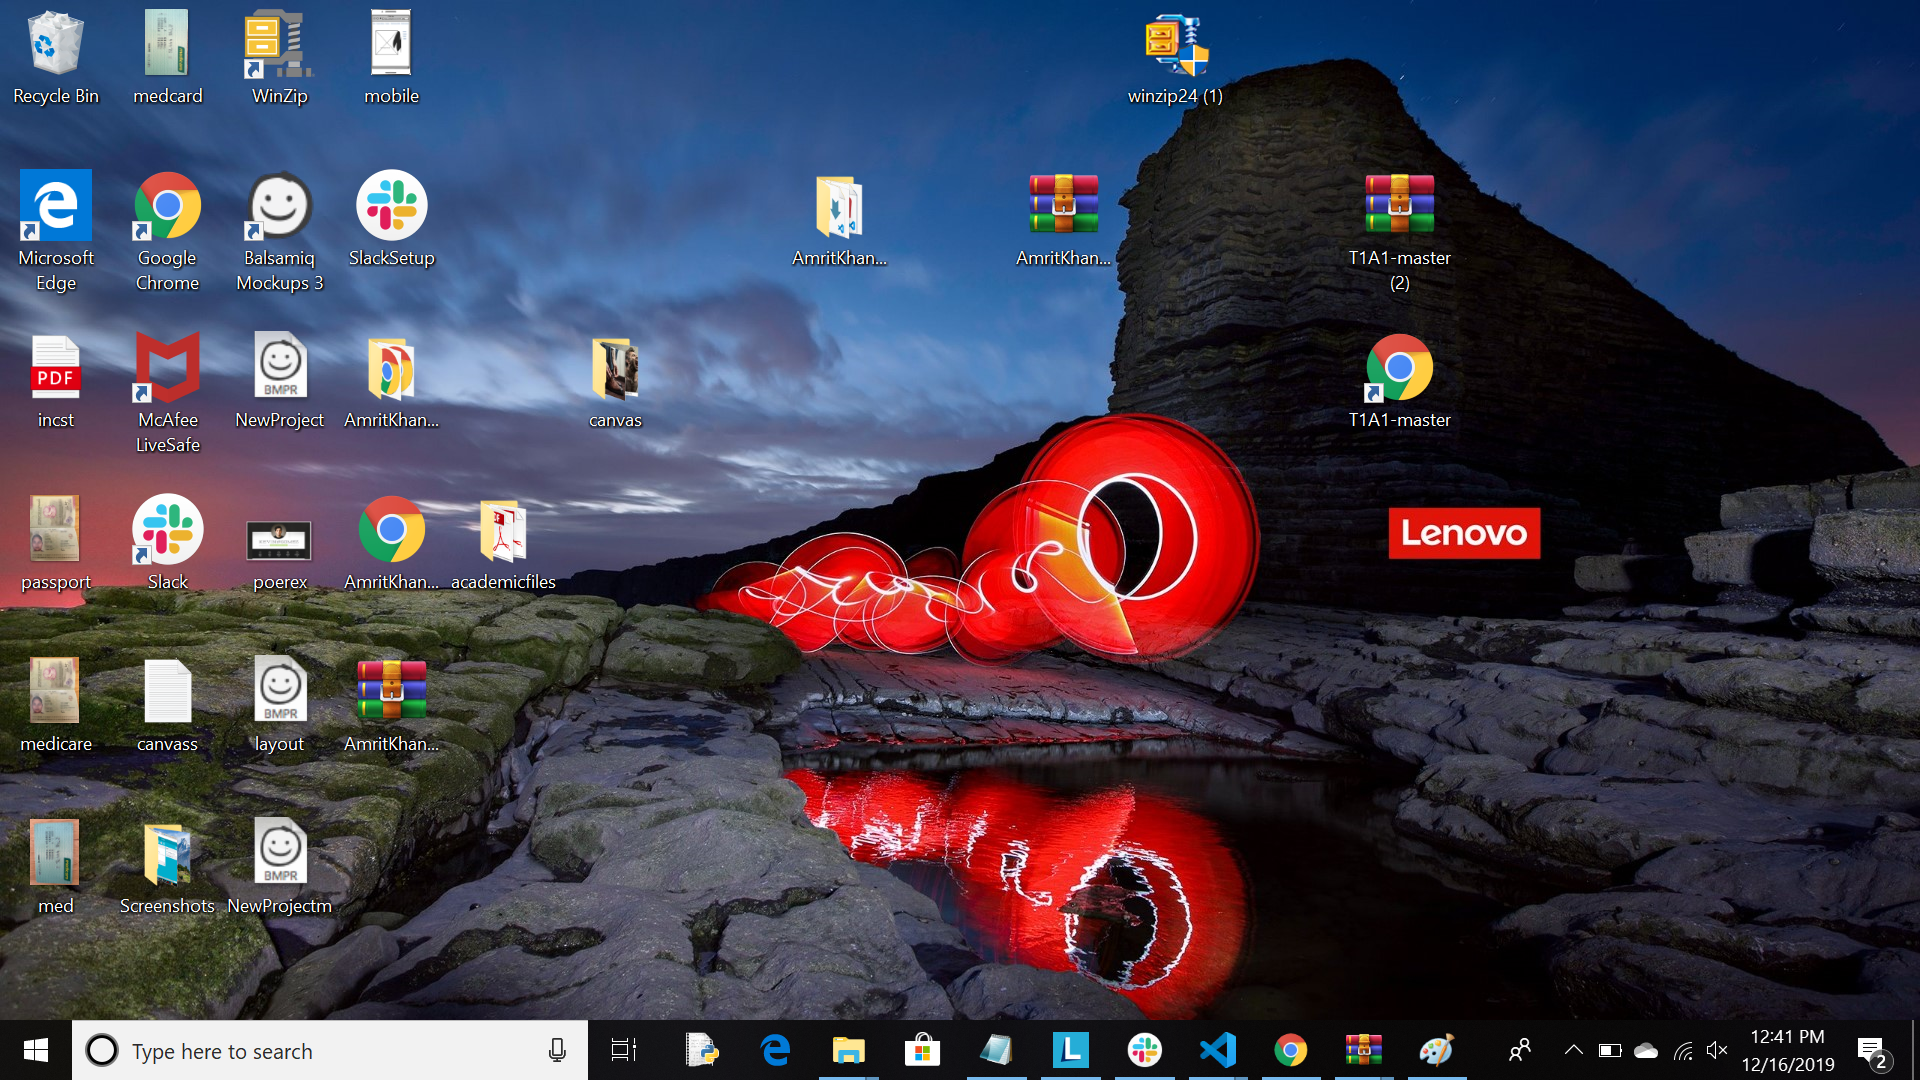 Recycle Bin
medcard
WinZip
mobile
winzip24 (1)
Microsoft
Edge
Google
Chrome
Balsamiq
Mockups 3
SlackSetup
AmritKhan...
AmritKhan...
T1A1-master
(2)
PDF
incst
McAfee
LiveSafe
BMPR
NewProject
AmritKhan...
canvas
T1A1-master
passport
Slack
poerex
AmritKhan...
academicfiles
Lenovo
medicare
canvass
BMPR
layout
AmritKhan...
med
Screenshots
BMPR
NewProjectm
Type here to search
L
12:41 PM
12/16/2019
2